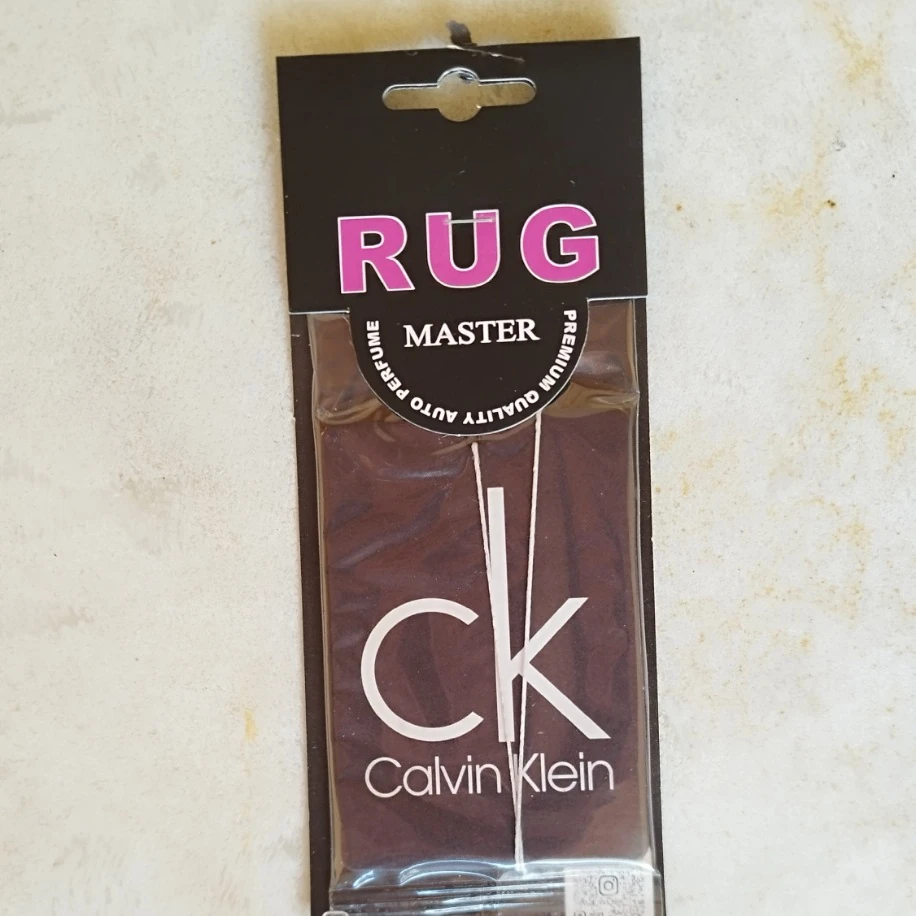 RUG
MASTER
PREMIUM QUALITY AUTO PERFUME
ck
Calvin Klein